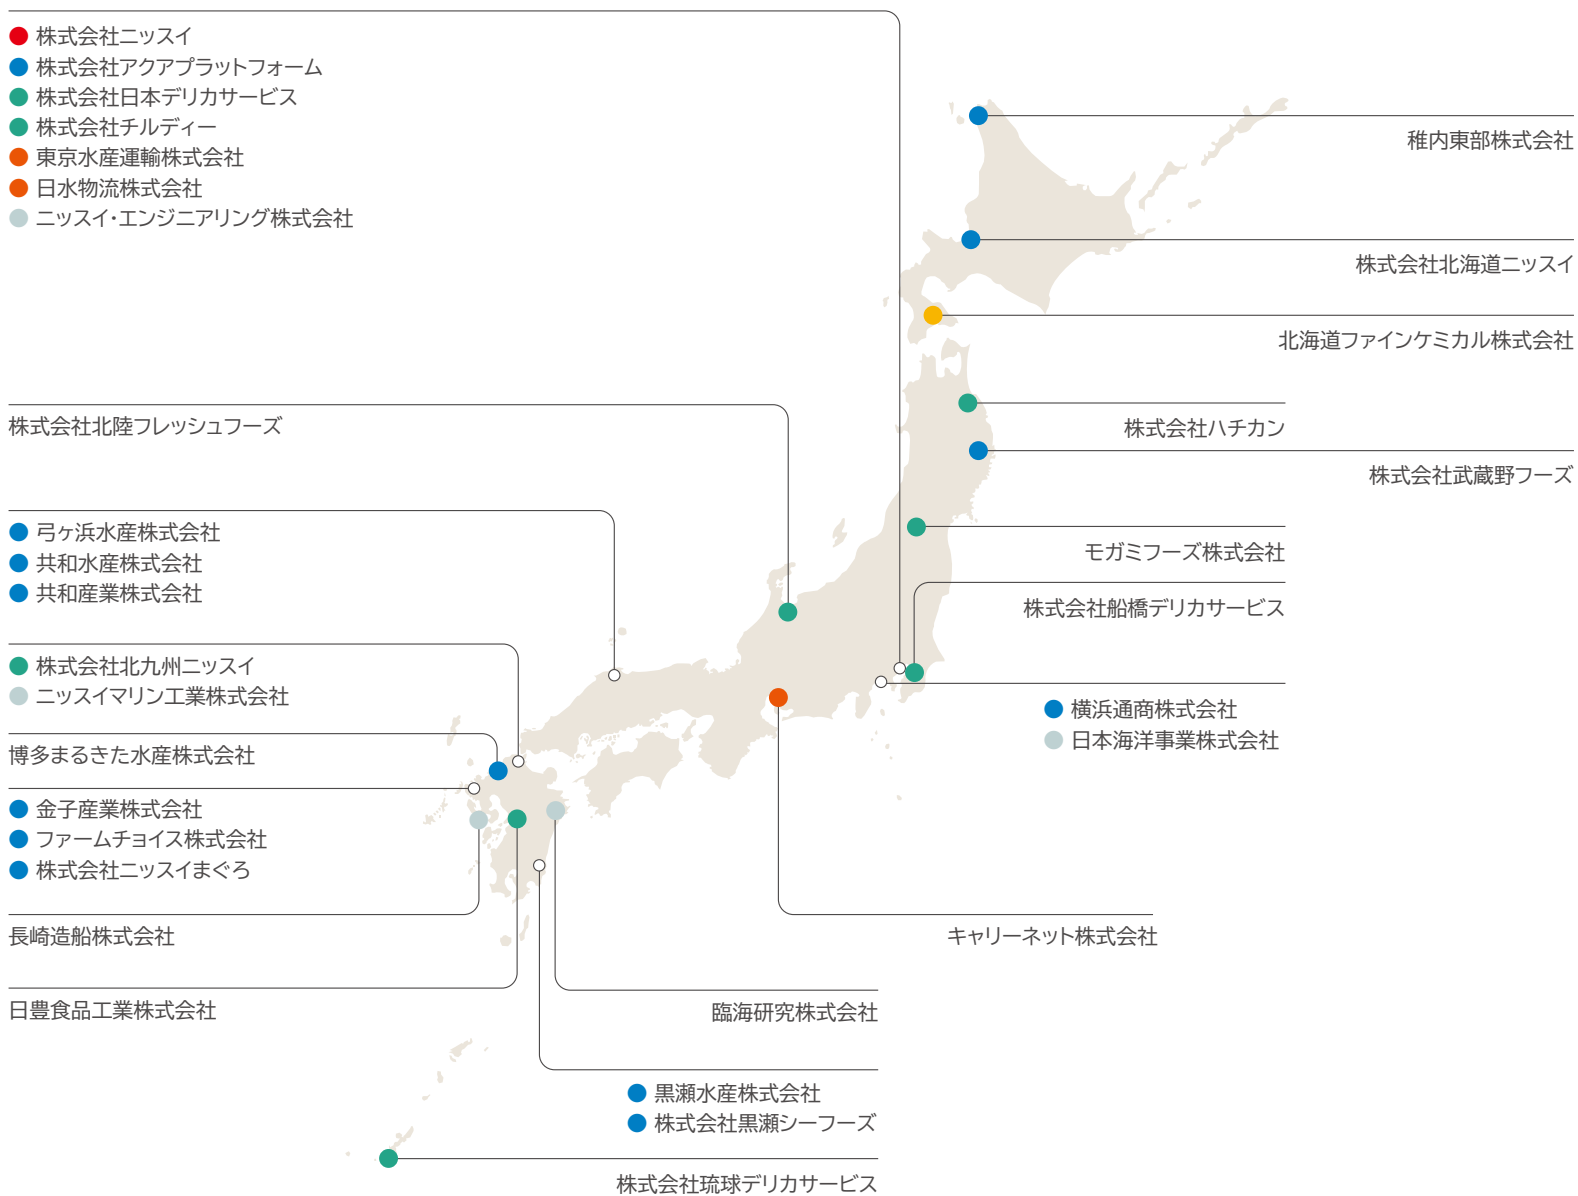 株式会社ニッスイ
株式会社アクアプラットフォーム
株式会社日本デリカサービス
株式会社チルディー
東京水産運輸株式会社
日水物流株式会社
ニッスイ・エンジニアリング株式会社
稚内東部株式会社
株式会社北海道ニッスイ
北海道ファインケミカル株式会社
株式会社ハチカン
株式会社武蔵野フーズ
モガミフーズ株式会社
株式会社船橋デリカサービス
横浜通商株式会社
日本海洋事業株式会社
株式会社北陸フレッシュフーズ
弓ヶ浜水産株式会社
共和水産株式会社
共和産業株式会社
株式会社北九州ニッスイ
ニッスイマリン工業株式会社
博多まるきた水産株式会社
金子産業株式会社
ファームチョイス株式会社
株式会社ニッスイまぐろ
長崎造船株式会社
日豊食品工業株式会社
キャリーネット株式会社
臨海研究株式会社
黒瀬水産株式会社
株式会社黒瀬シーフーズ
株式会社琉球デリカサービス